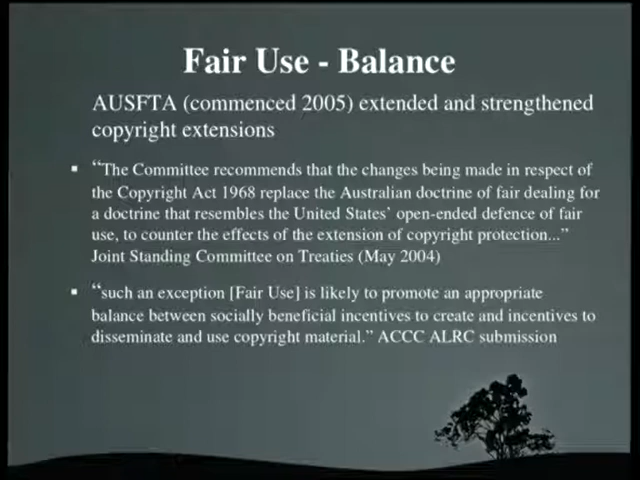 Fair Use - Balance
AUSFTA (commenced 2005) extended and strengthened
copyright extensions
▪ “The Committee recommends that the changes being made in respect of
the Copyright Act 1968 replace the Australian doctrine of fair dealing for
a doctrine that resembles the United States’ open-ended defence of fair
use, to counter the effects of the extension of copyright protection...”
Joint Standing Committee on Treaties (May 2004)
▪ “such an exception [Fair Use] is likely to promote an appropriate
balance between socially beneficial incentives to create and incentives to
disseminate and use copyright material.” ACCC ALRC submission